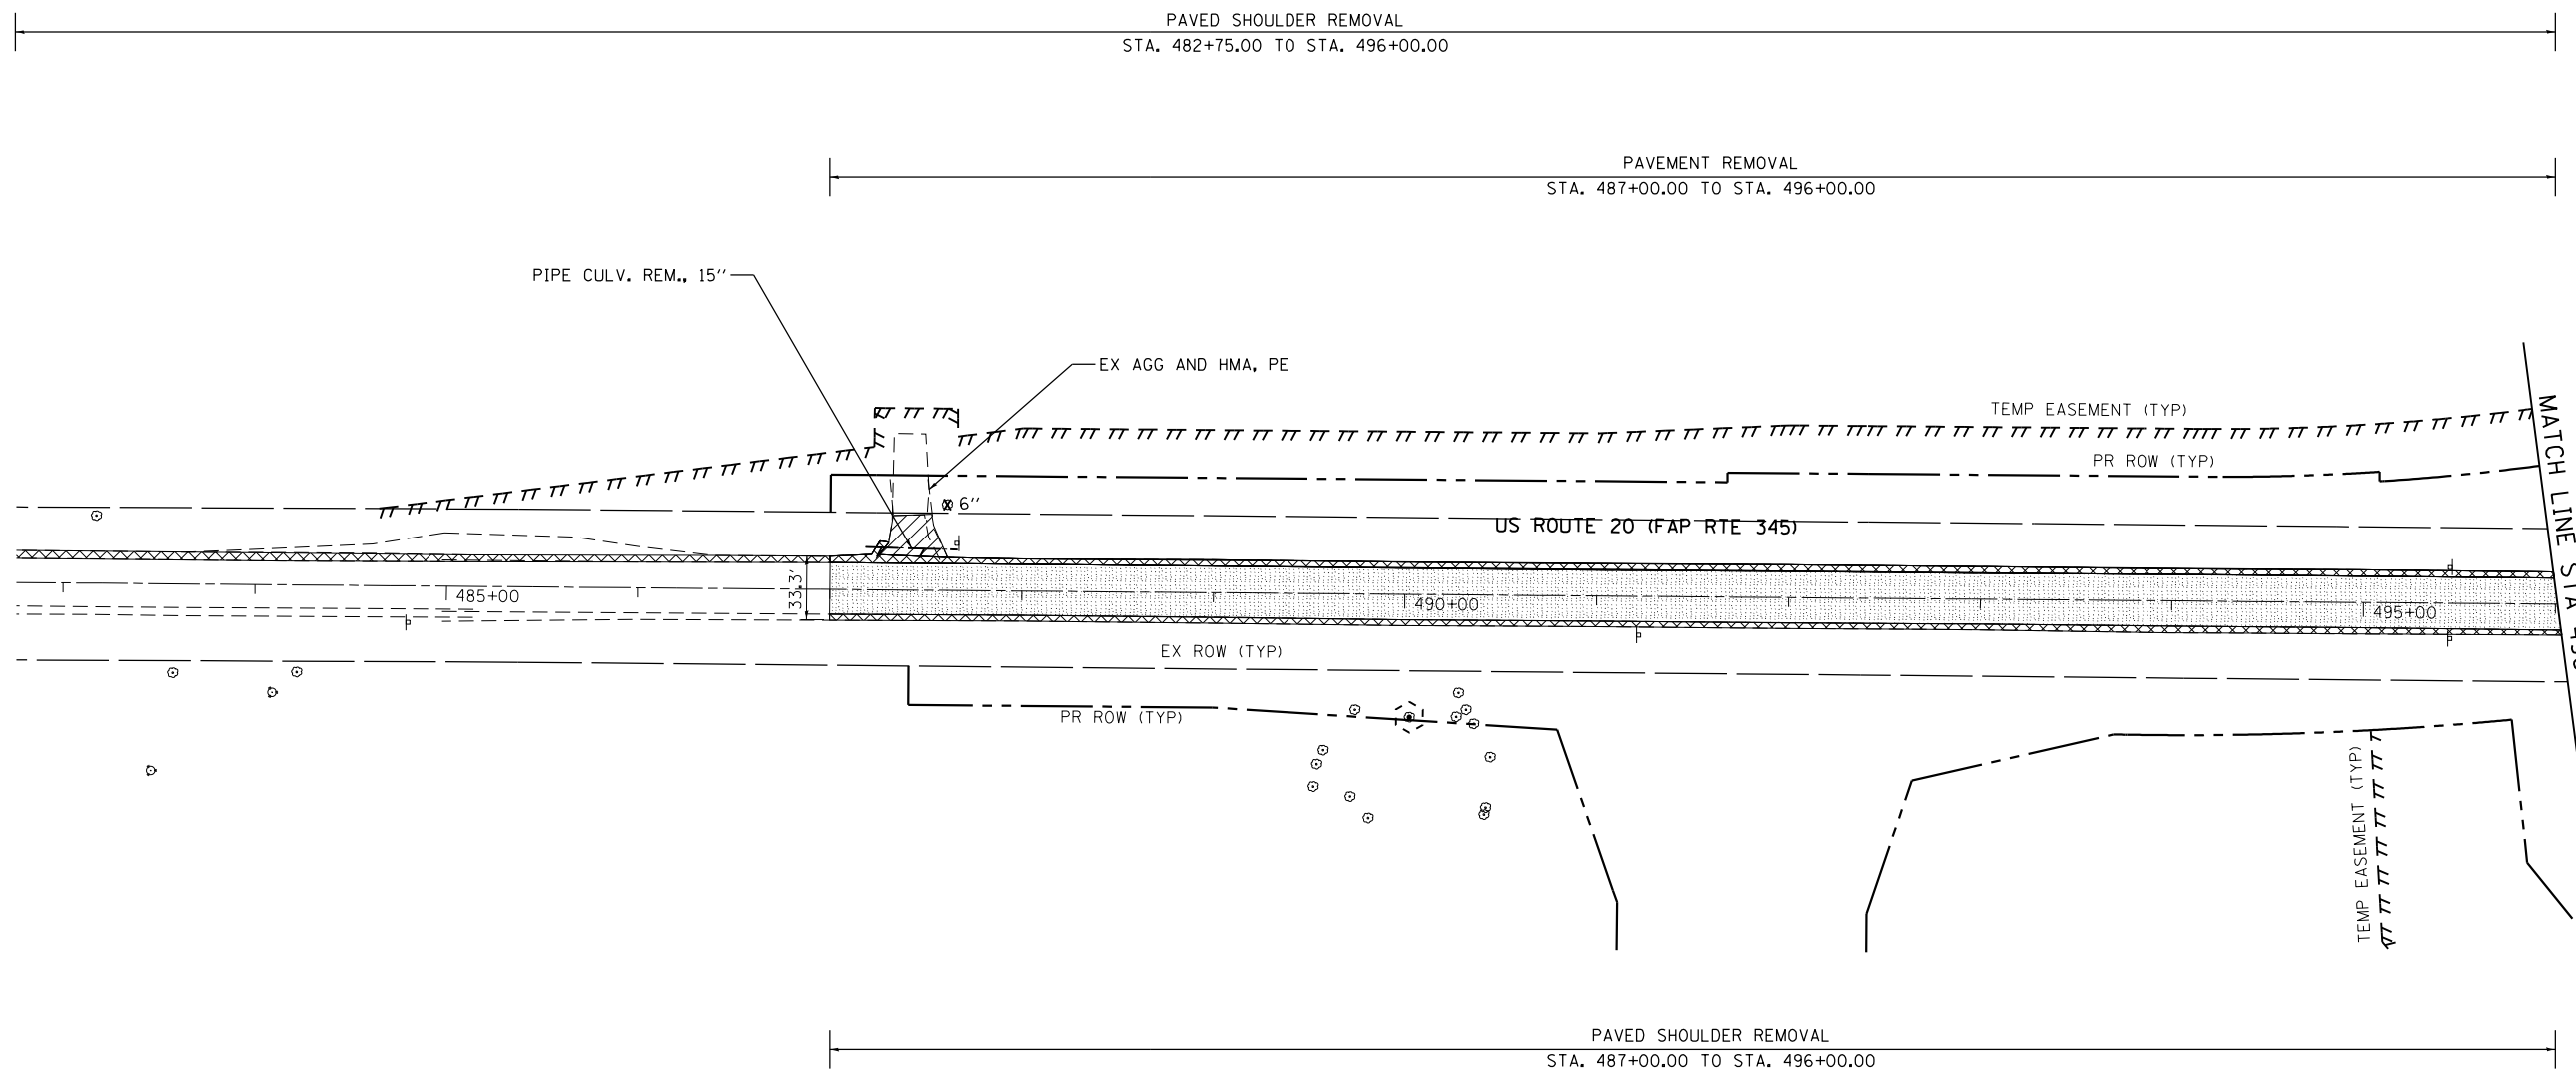 PAVED SHOULDER REMOVAL
STA. 482+75.00 TO STA. 496+00.00
PAVEMENT REMOVAL
STA. 487+00.00 TO STA. 496+00.00
PIPE CULV. REM., 15''
EX AGG AND HMA, PE
TEMP EASEMENT (TYP)
PR ROW (TYP)
6''
US ROUTE 20 (FAP RTE 345)
MATCH LINE STA
33.3'
485+00
490+00
495+00
EX ROW (TYP)
PR ROW (TYP)
TEMP EASEMENT (TYP)
PAVED SHOULDER REMOVAL
STA. 487+00.00 TO STA. 496+00.00